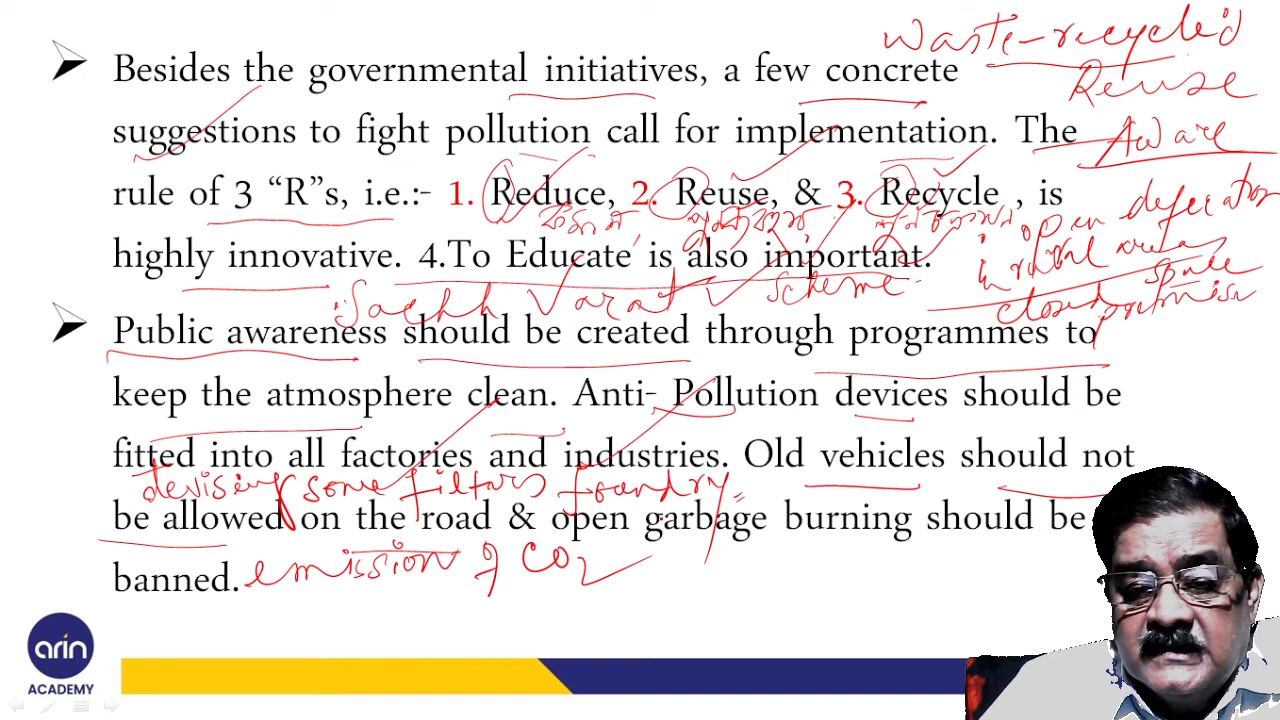 waste-recycled
Besides the governmental initiatives, a few concrete
Reuse
suggestions to fight pollution call for implementation. The
Aware
rule of 3 “R”s, i.e.:- 1. Reduce, 2. Reuse, & 3. Recycle , is
open defecation
highly innovative. 4.To Educate is also important.
in rural areas
space
Sachh scheme
closed
Public awareness should be created through programmes to
keep the atmosphere clean. Anti- Pollution devices should be
fitted into all factories and industries. Old vehicles should not
devising some filters foundry
be allowed on the road & open garbage burning should be
emission of CO2
banned.
arin
ACADEMY